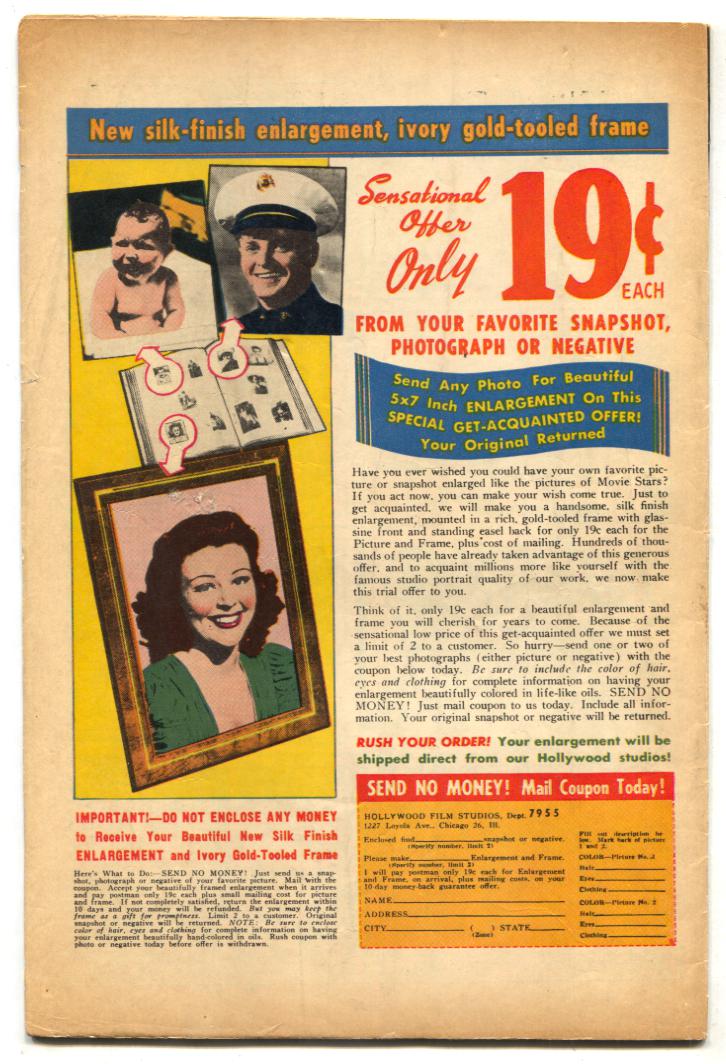 New silk-finish enlargement, ivory gold-tooled frame
Sensational
Offer
Only
19¢
EACH
FROM YOUR FAVORITE SNAPSHOT,
PHOTOGRAPH OR NEGATIVE
Send Any Photo For Beautiful
5x7 Inch ENLARGEMENT On This
SPECIAL GET-ACQUAINTED OFFER!
Your Original Returned
Have you ever wished you could have your own favorite pic-
ture or snapshot enlarged like the pictures of Movie Stars?
If you act now, you can make your wish come true. Just to
get acquainted, we will make you a handsome, silk finish
enlargement, mounted in a rich, gold-tooled frame with glas-
sine front and standing easel back for only 19c each for the
Picture and Frame, plus cost of mailing. Hundreds of thou-
sands of people have already taken advantage of this generous
offer, and to acquaint millions more like yourself with the
famous studio portrait quality of our work, we now make
this trial offer to you.
Think of it, only 19c each for a beautiful enlargement and
frame you will cherish for years to come. Because of the
sensational low price of this get-acquainted offer we must set
a limit of 2 to a customer. So hurry—send one or two of
your best photographs (either picture or negative) with the
coupon below today. Be sure to include the color of hair,
eyes and clothing for complete information on having your
enlargement beautifully colored in life-like oils. SEND NO
MONEY! Just mail coupon to us today. Include all infor-
mation. Your original snapshot or negative will be returned.
RUSH YOUR ORDER! Your enlargement will be
shipped direct from our Hollywood studios!
IMPORTANT!—DO NOT ENCLOSE ANY MONEY
to Receive Your Beautiful New Silk Finish
ENLARGEMENT and Ivory Gold-Tooled Frame
Here's What to Do:—SEND NO MONEY! Just send us a snap-
shot, photograph or negative of your favorite picture. Mail with the
coupon. Accept your beautifully framed enlargement when it arrives
and pay postman only 19c each plus small mailing cost for picture
and frame. If not completely satisfied, return the enlargement within
10 days and your money will be refunded. But you may keep the
frame as a gift for promptness. Limit 2 to a customer. Original
snapshot or negative will be returned. NOTE: Be sure to enclose
color of hair, eyes and clothing for complete information on having
your enlargement beautifully hand-colored in oils. Rush coupon with
photo or negative today before offer is withdrawn.
SEND NO MONEY! Mail Coupon Today!
HOLLYWOOD FILM STUDIOS, Dept. 7955
1227 Loyola Ave., Chicago 26, Ill.
Enclosed find snapshot or negative.
(Specify number, limit 2)
Please make Enlargement and Frame.
(Specify number, limit 2)
I will pay postman only 19c each for Enlargement
and Frame, on arrival, plus mailing costs, on your
10-day money-back guarantee offer.
NAME
ADDRESS
CITY ( ) STATE
(Zone)
Fill out description be
low. Mark back of picture
1 and 2.
COLOR—Picture No. 1
Hair
Eyes
Clothing
COLOR—Picture No. 2
Hair
Eyes
Clothing